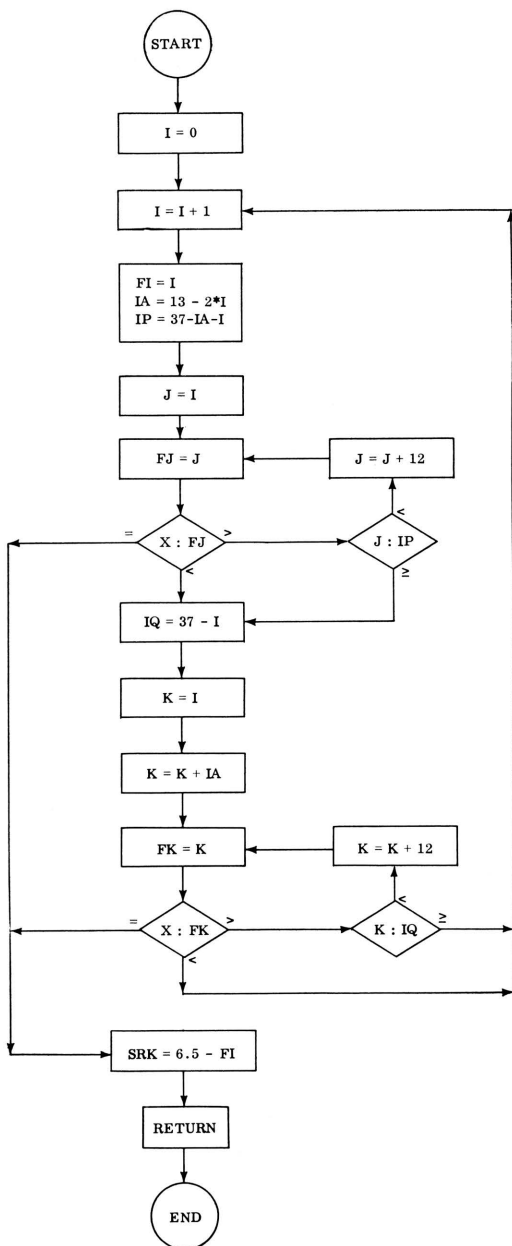 START
I = 0
I = I + 1
FI = I
IA = 13 - 2*I
IP = 37-IA-I
J = I
FJ = J
J = J + 12
=
X : FJ
>
<
<
J : IP
≥
IQ = 37 - I
K = I
K = K + IA
FK = K
K = K + 12
=
X : FK
>
<
<
K : IQ
≥
SRK = 6.5 - FI
RETURN
END